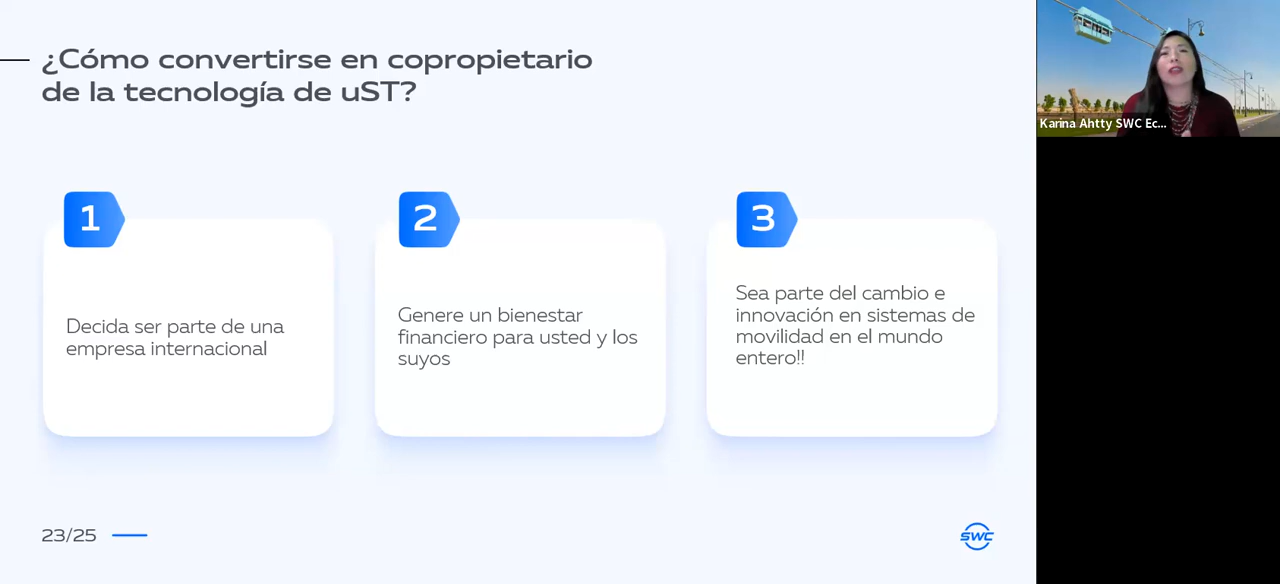 ¿Cómo convertirse en copropietario
de la tecnología de uST?
1
Decida ser parte de una
empresa internacional
2
Genere un bienestar
financiero para usted y los
suyos
3
Sea parte del cambio e
innovación en sistemas de
movilidad en el mundo
entero!!
23/25
SWC
Karina Ahtty SWC Ec...